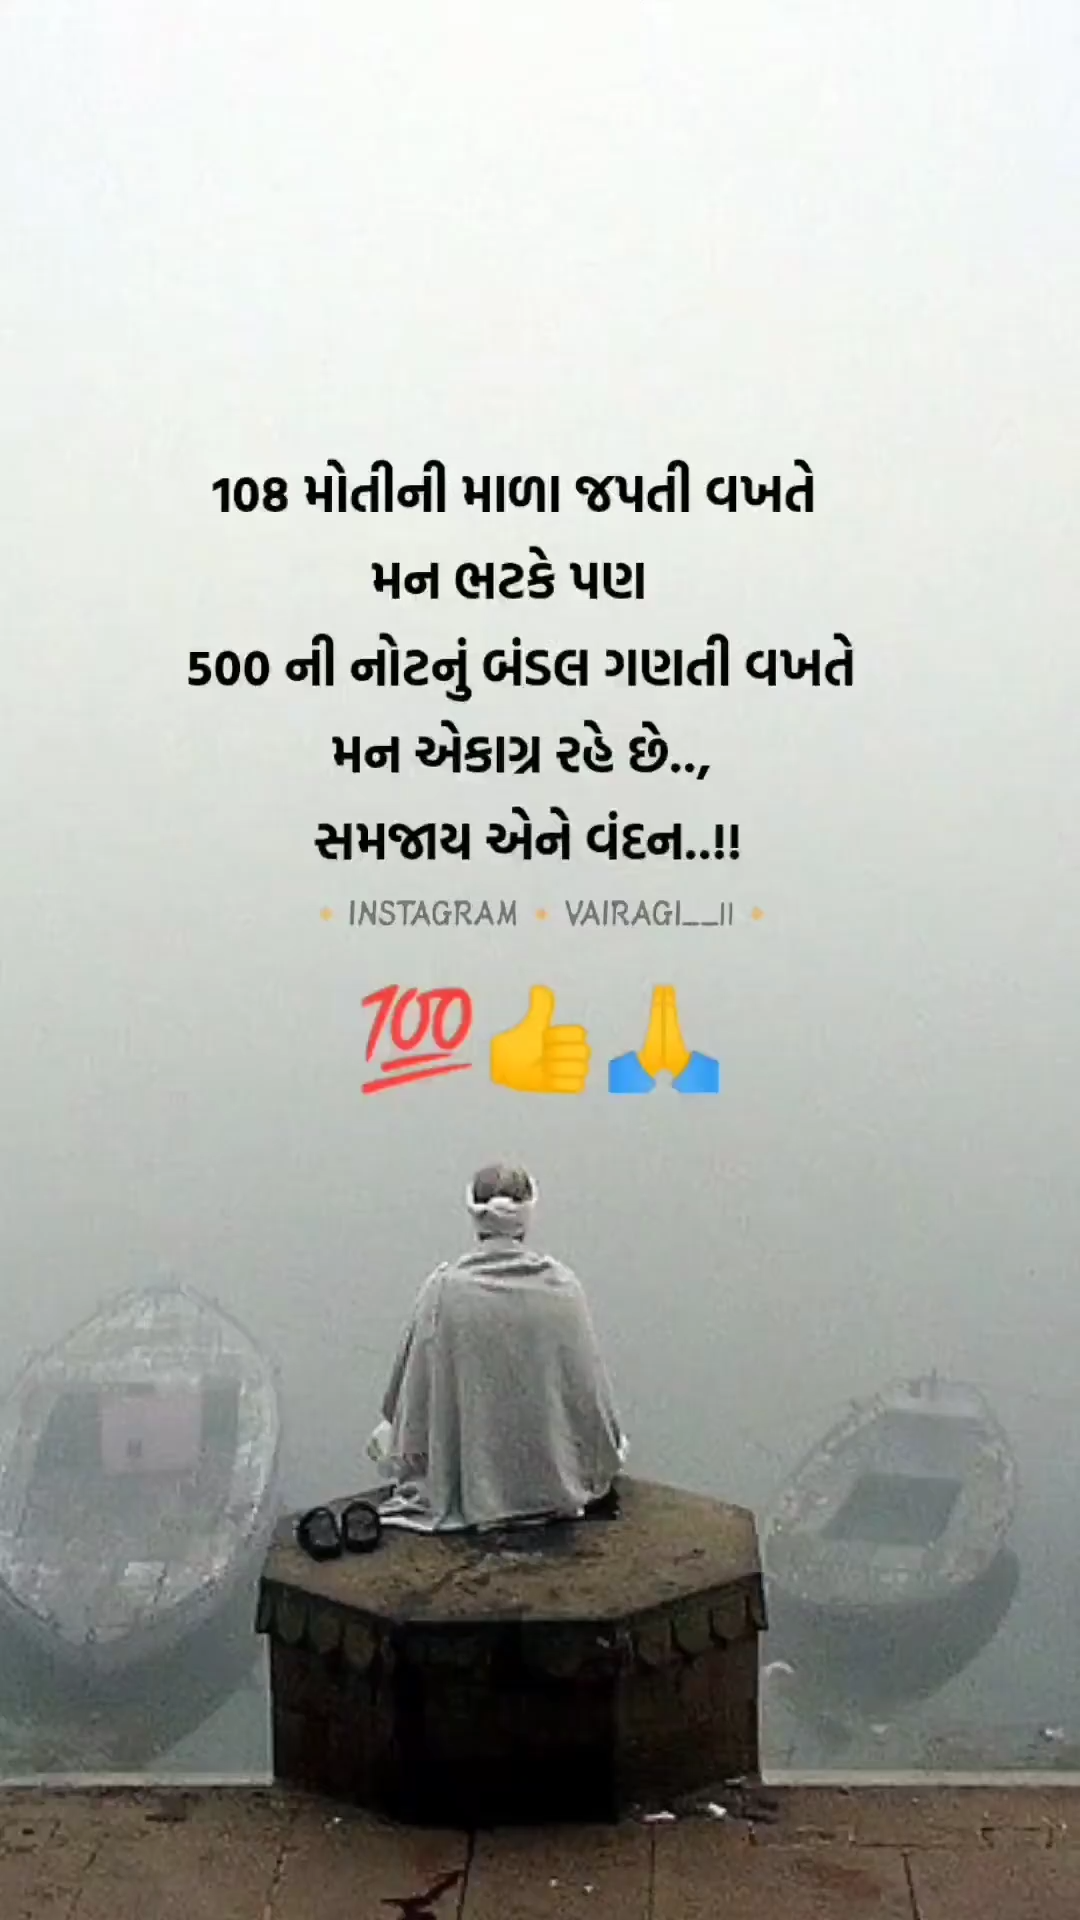 108 મોતીની માળા જપતી વખતે
મન ભટકે પણ
500 ની નોટનું બંડલ ગણતી વખતે
મન એકાગ્ર રહે છે..,
સમજાય એને વંદન..!!
🔸 INSTAGRAM 🔸 VAIRAGI__II 🔸
💯👍🙏